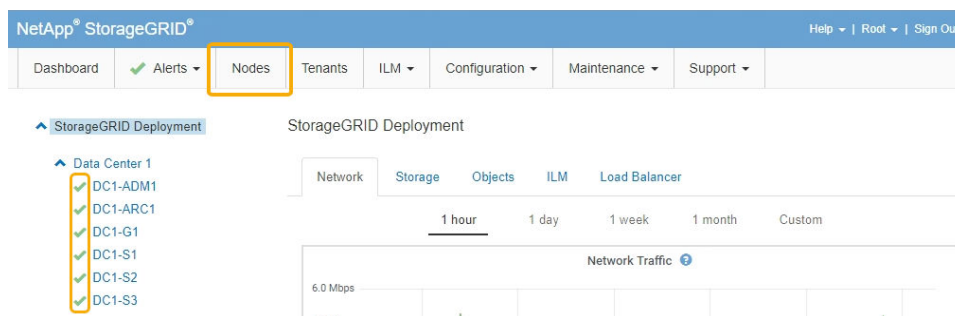 NetApp® StorageGRID®
Help | Root | Sign Ou
Dashboard Alerts Nodes Tenants ILM Configuration Maintenance Support
StorageGRID Deployment
StorageGRID Deployment
Data Center 1
DC1-ADM1
DC1-ARC1
DC1-G1
DC1-S1
DC1-S2
DC1-S3
Network Storage Objects ILM Load Balancer
1 hour 1 day 1 week 1 month Custom
Network Traffic ?
6.0 Mbps